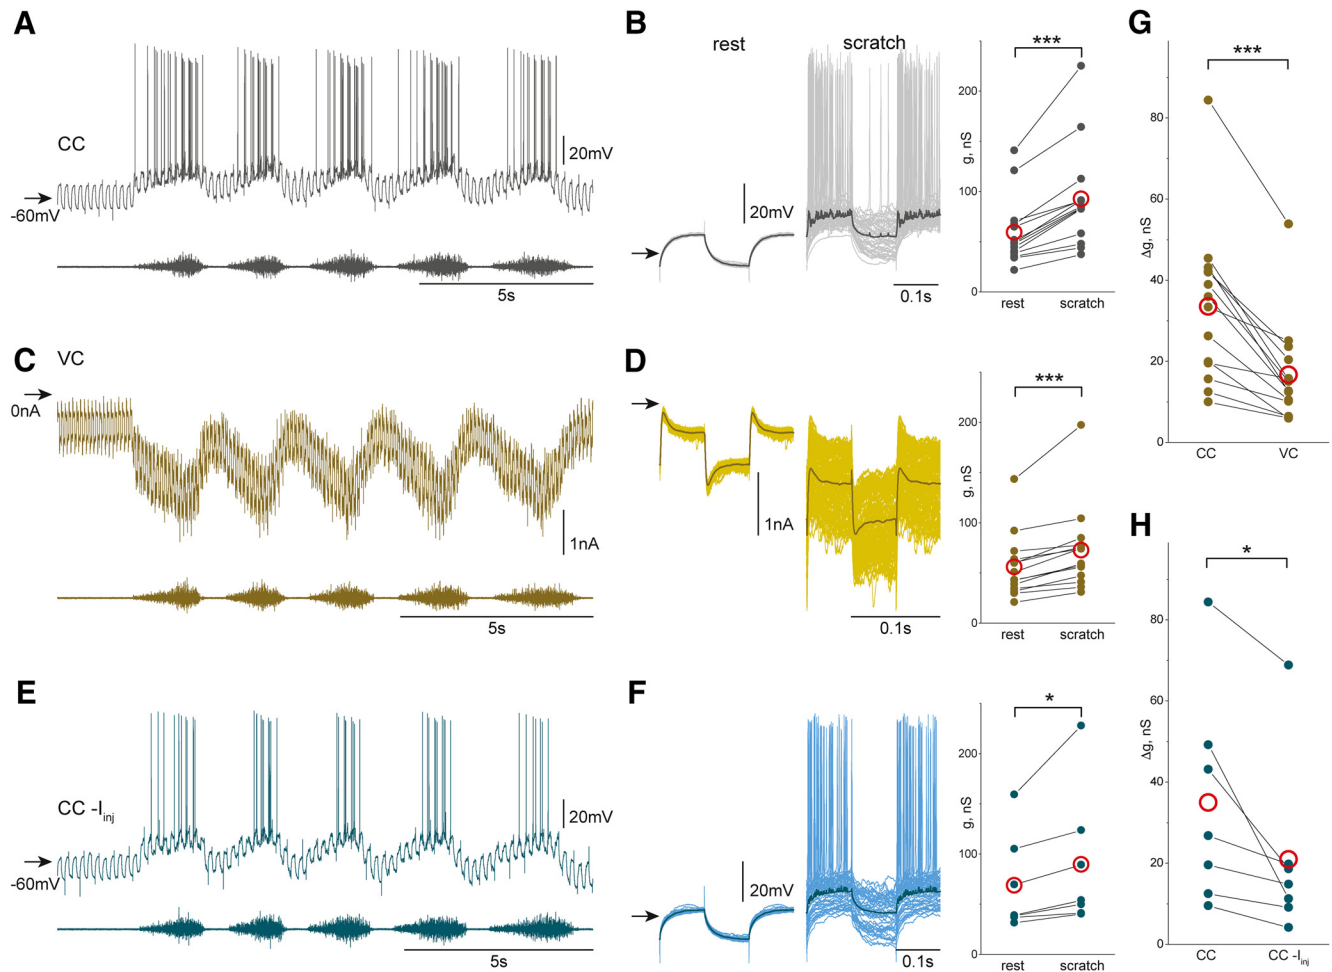 A
CC
-60mV
20mV
5s
B
rest
scratch
20mV
0.1s
***
g, nS
200
100
0
rest
scratch
C
VC
0nA
1nA
5s
D
1nA
0.1s
***
g, nS
200
100
0
rest
scratch
E
CC -Iinj
-60mV
20mV
5s
F
20mV
0.1s
*
g, nS
200
100
0
rest
scratch
G
***
Δg, nS
80
60
40
20
0
CC
VC
H
*
Δg, nS
80
60
40
20
0
CC
CC -Iinj